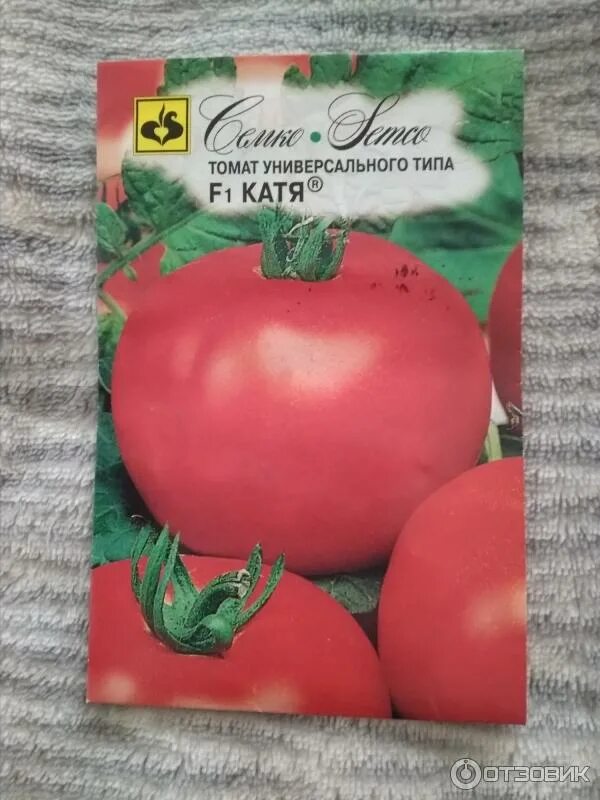 Семко • Semco
ТОМАТ УНИВЕРСАЛЬНОГО ТИПА
F1 КАТЯ®
ОТЗОВИК